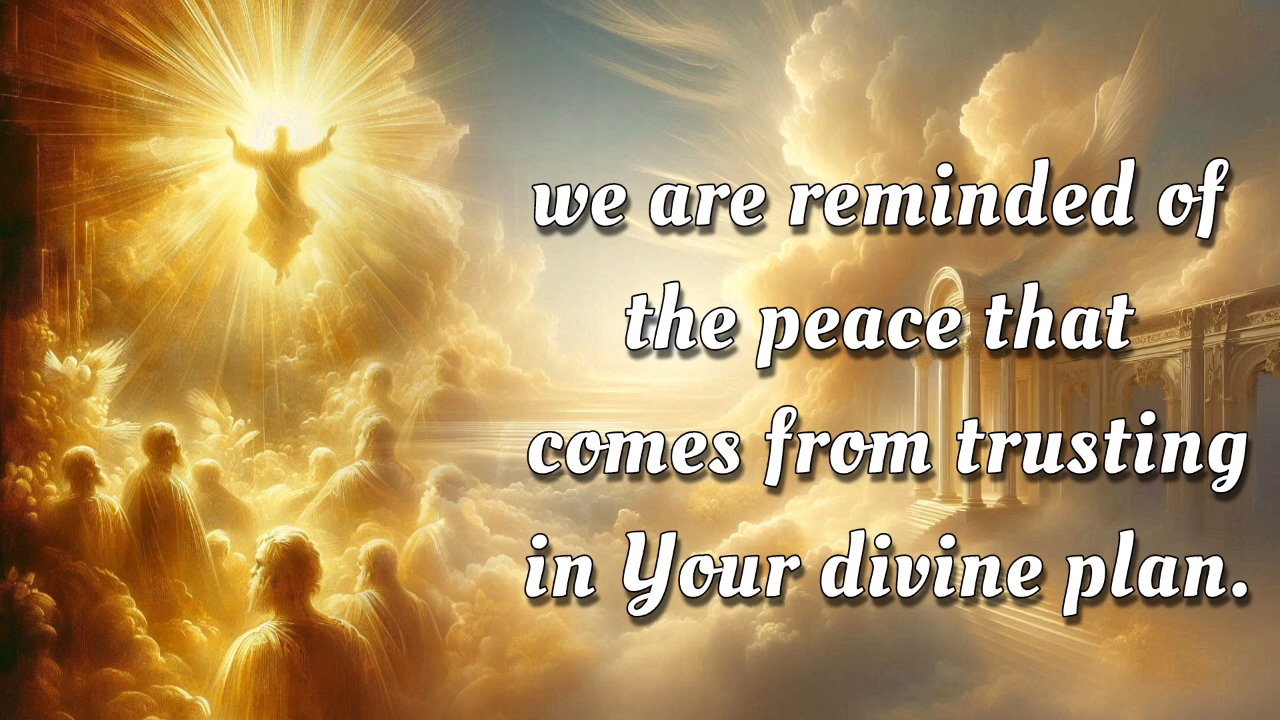 we are reminded of
the peace that
comes from trusting
in Your divine plan.